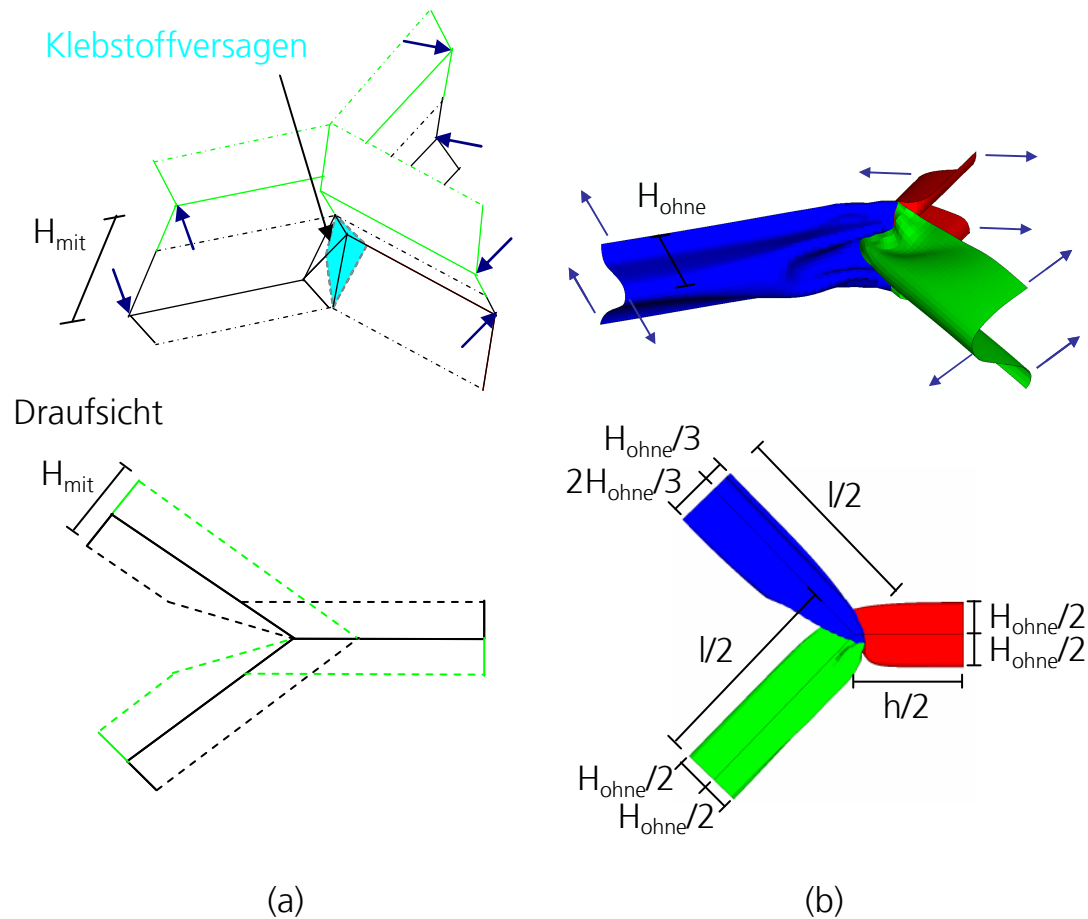 Klebstoffversagen
H_mit
H_ohne
Draufsicht
H_mit
H_ohne/3
2H_ohne/3
l/2
l/2
H_ohne/2
H_ohne/2
h/2
H_ohne/2
H_ohne/2
(a)
(b)